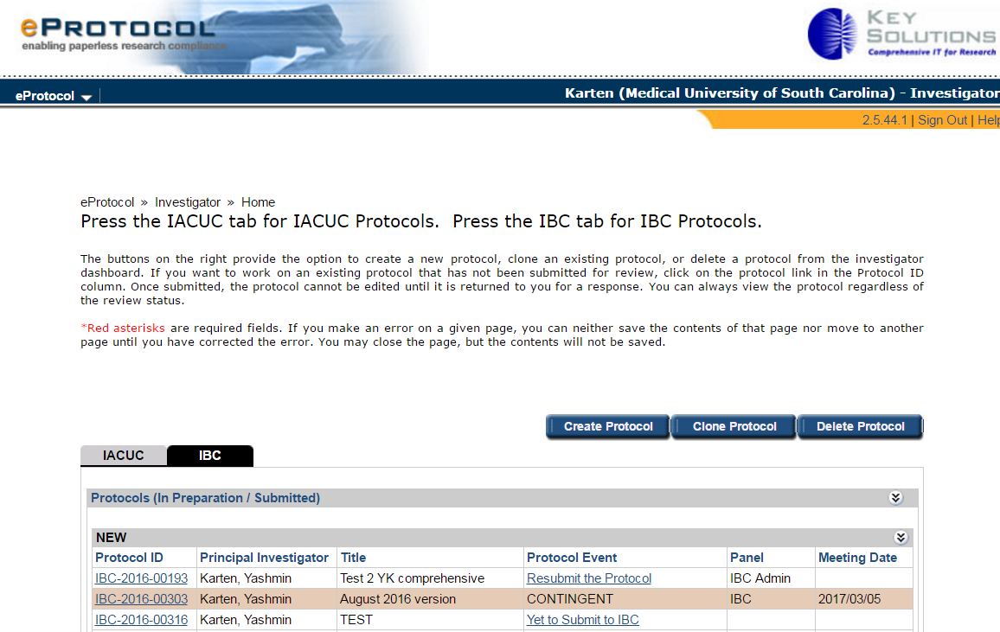 ePROTOCOL
enabling paperless research compliance
KEY
SOLUTIONS
Comprehensive IT for Research
eProtocol
Karten (Medical University of South Carolina) - Investigator
2.5.44.1 | Sign Out | Help
eProtocol » Investigator » Home
Press the IACUC tab for IACUC Protocols. Press the IBC tab for IBC Protocols.
The buttons on the right provide the option to create a new protocol, clone an existing protocol, or delete a protocol from the investigator
dashboard. If you want to work on an existing protocol that has not been submitted for review, click on the protocol link in the Protocol ID
column. Once submitted, the protocol cannot be edited until it is returned to you for a response. You can always view the protocol regardless of
the review status.
*Red asterisks are required fields. If you make an error on a given page, you can neither save the contents of that page nor move to another
page until you have corrected the error. You may close the page, but the contents will not be saved.
Create Protocol Clone Protocol Delete Protocol
IACUC IBC
Protocols (In Preparation / Submitted)
NEW
Protocol ID Principal Investigator Title Protocol Event Panel Meeting Date
IBC-2016-00193 Karten, Yashmin Test 2 YK comprehensive Resubmit the Protocol IBC Admin
IBC-2016-00303 Karten, Yashmin August 2016 version CONTINGENT IBC 2017/03/05
IBC-2016-00316 Karten, Yashmin TEST Yet to Submit to IBC